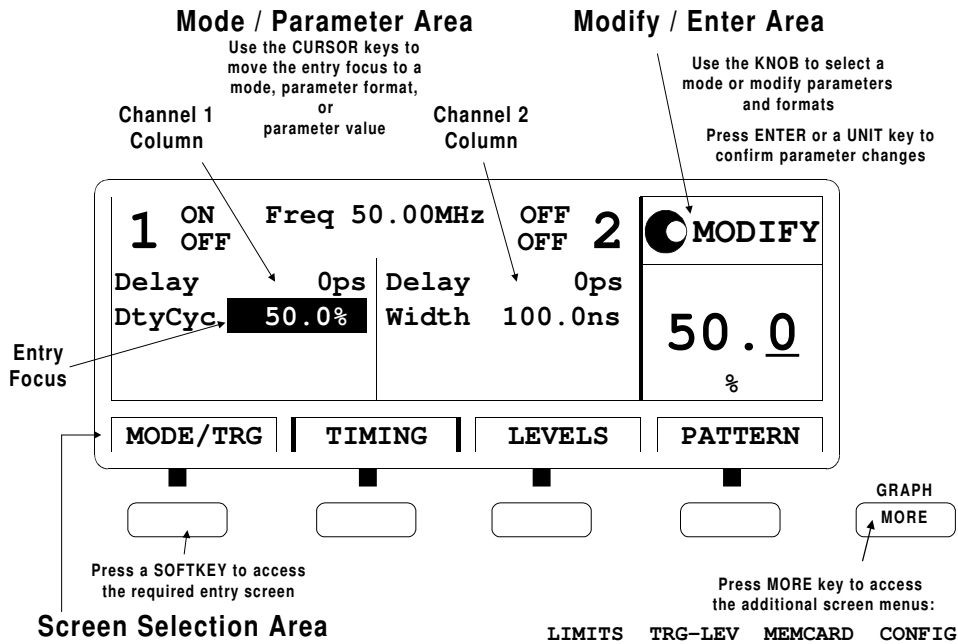 Mode / Parameter Area
Use the CURSOR keys to
move the entry focus to a
mode, parameter format,
or
parameter value
Modify / Enter Area
Use the KNOB to select a
mode or modify parameters
and formats
Press ENTER or a UNIT key to
confirm parameter changes
Channel 1
Column
Channel 2
Column
1 ON Freq 50.00MHz OFF 2
OFF OFF
MODIFY
Delay 0ps Delay 0ps
DtyCyc 50.0% Width 100.0ns
50.0
%
Entry
Focus
MODE/TRG TIMING LEVELS PATTERN
GRAPH
MORE
Press a SOFTKEY to access
the required entry screen
Press MORE key to access
the additional screen menus:
Screen Selection Area
LIMITS TRG-LEV MEMCARD CONFIG